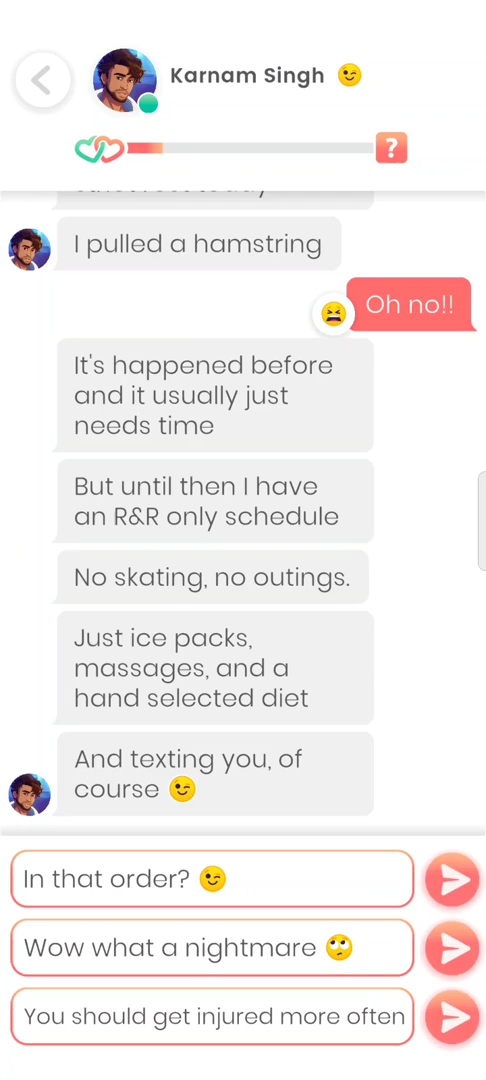 Karnam Singh 😉
?
I pulled a hamstring
Oh no!!
It's happened before
and it usually just
needs time
But until then I have
an R&R only schedule
No skating, no outings.
Just ice packs,
massages, and a
hand selected diet
And texting you, of
course 😉
In that order? 😉
Wow what a nightmare 🙄
You should get injured more often